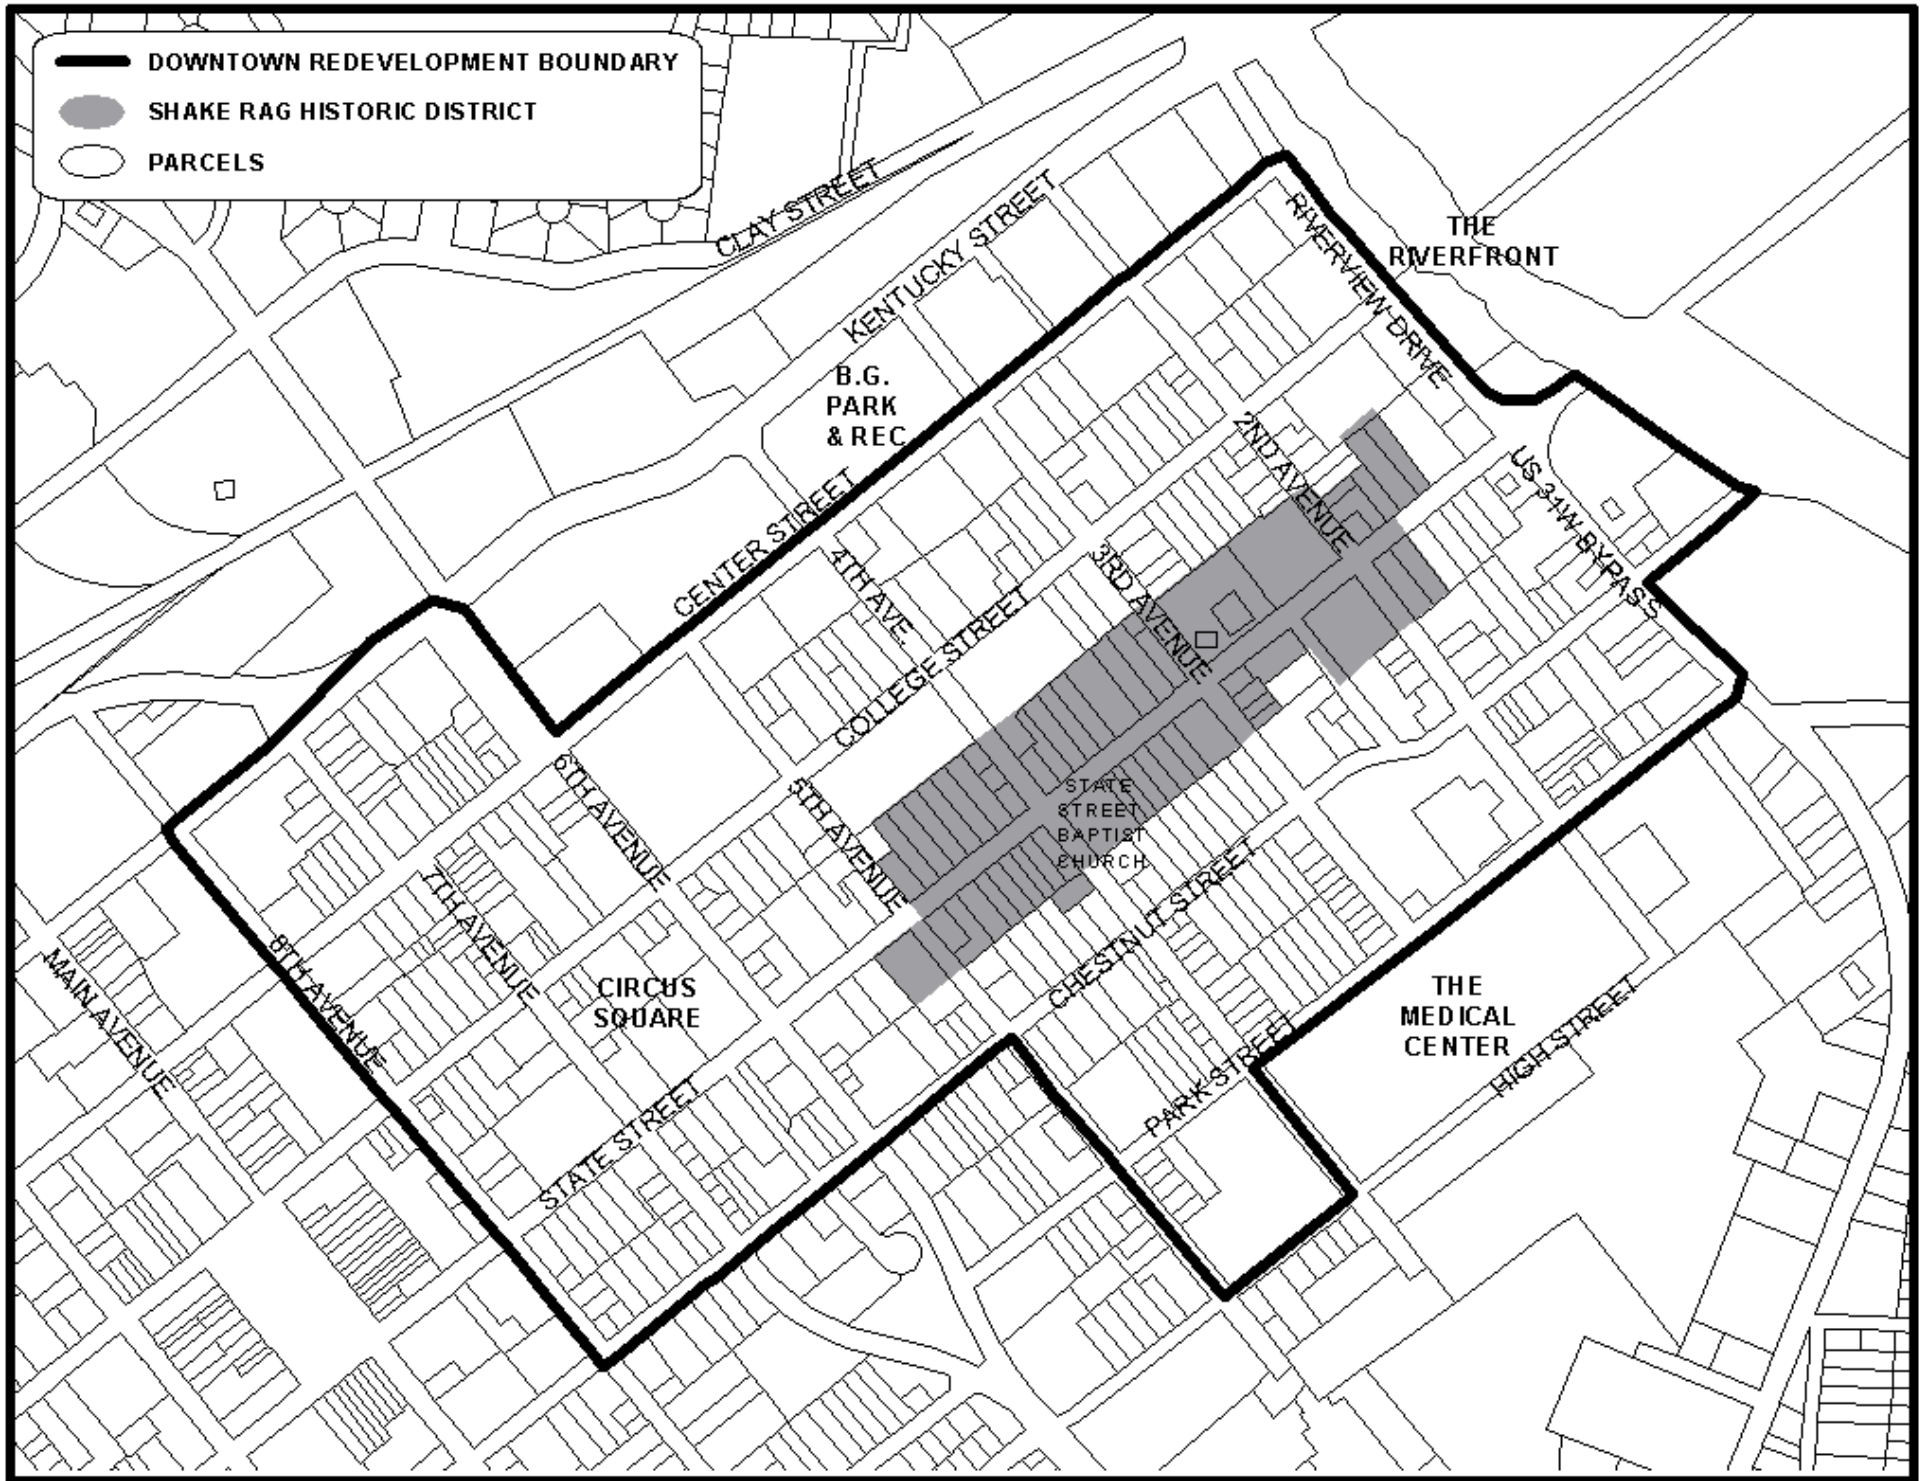 DOWNTOWN REDEVELOPMENT BOUNDARY
SHAKE RAG HISTORIC DISTRICT
PARCELS
CLAY STREET
KENTUCKY STREET
RIVERVIEW DRIVE
THE
RIVERFRONT
B.G.
PARK
& REC
2ND AVENUE
US 31W BYPASS
CENTER STREET
4TH AVE.
3RD AVENUE
COLLEGE STREET
6TH AVENUE
5TH AVENUE
STATE
STREET
BAPTIST
CHURCH
7TH AVENUE
CHESTNUT STREET
MAIN AVENUE
8TH AVENUE
CIRCUS
SQUARE
THE
MEDICAL
CENTER
HIGH STREET
PARK STREET
STATE STREET